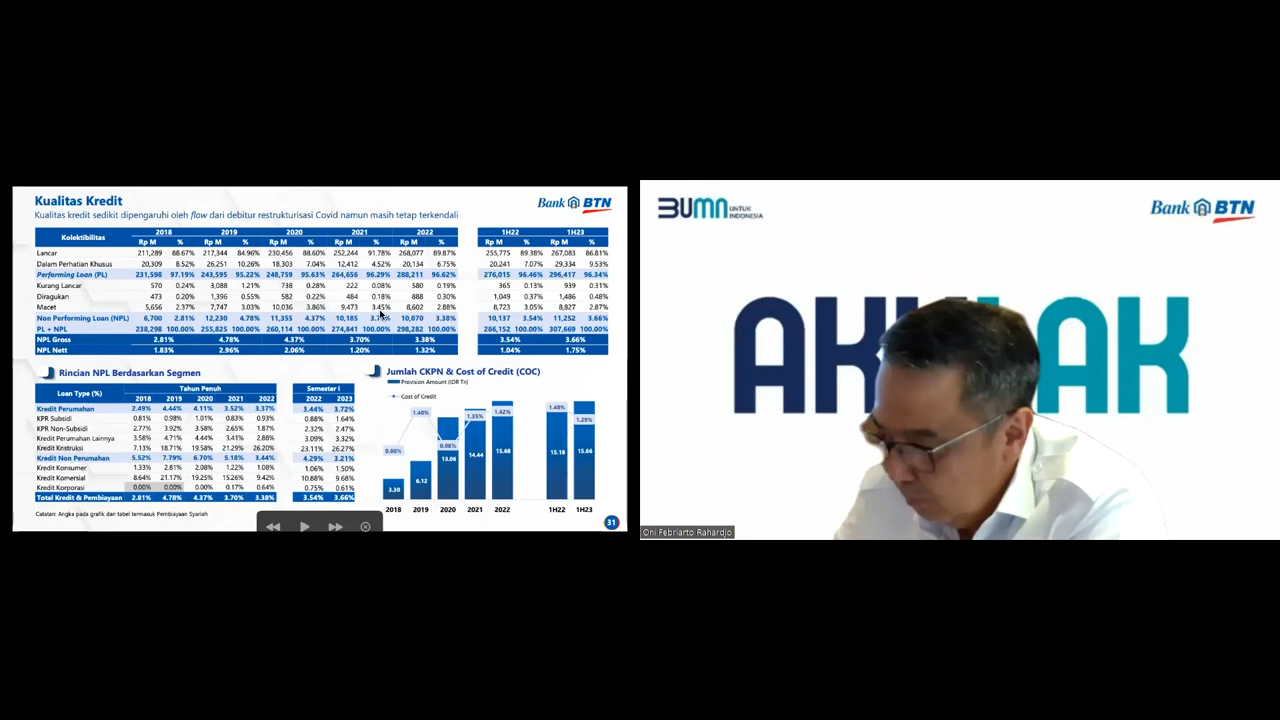 Kualitas Kredit
Bank BTN
Kualitas kredit sedikit dipengaruhi oleh flow dari debitur restrukturisasi Covid namun masih tetap terkendali
Kolektibilitas 2018 2019 2020 2021 2022 1H22 1H23
Rp M % Rp M % Rp M % Rp M % Rp M % Rp M % Rp M %
Lancar 211,289 88.67% 217,344 84.96% 230,456 88.60% 252,244 91.78% 268,077 89.87% 255,775 89.38% 267,083 86.81%
Dalam Perhatian Khusus 20,309 8.52% 26,251 10.26% 18,303 7.04% 12,412 4.52% 20,134 6.75% 20,241 7.07% 29,334 9.53%
Performing Loan (PL) 231,598 97.19% 243,595 95.22% 248,759 95.63% 264,656 96.29% 288,211 96.62% 276,015 96.46% 296,417 96.34%
Kurang Lancar 570 0.24% 3,088 1.21% 738 0.28% 222 0.08% 580 0.19% 365 0.13% 939 0.31%
Diragukan 473 0.20% 1,396 0.55% 582 0.22% 484 0.18% 888 0.30% 1,049 0.37% 1,486 0.48%
Macet 5,656 2.37% 7,747 3.03% 10,036 3.86% 9,473 3.45% 8,602 2.88% 8,723 3.05% 8,827 2.87%
Non Performing Loan (NPL) 6,700 2.81% 12,230 4.78% 11,355 4.37% 10,185 10,070 3.38% 10,137 3.54% 11,252 3.66%
PL + NPL 238,298 100.00% 255,825 100.00% 260,114 100.00% 274,841 100.00% 298,282 100.00% 286,152 100.00% 307,669 100.00%
NPL Gross 2.81% 4.78% 4.37% 3.70% 3.38% 3.54% 3.66%
NPL Nett 1.83% 2.96% 2.06% 1.20% 1.32% 1.04% 1.75%
Rincian NPL Berdasarkan Segmen
Loan Type (%) Tahun Penuh Semester I
2018 2019 2020 2021 2022 2022 2023
Kredit Perumahan 2.49% 4.44% 4.11% 3.52% 3.37% 3.44% 3.72%
KPR Subsidi 0.81% 0.98% 1.01% 0.83% 0.93% 0.88% 1.64%
KPR Non-Subsidi 2.77% 3.92% 3.58% 2.65% 1.87% 2.32% 2.47%
Kredit Perumahan Lainnya 3.58% 4.71% 4.44% 3.41% 2.88% 3.09% 3.32%
Kredit Knstruksi 7.13% 18.71% 19.58% 21.29% 26.20% 23.11% 26.27%
Kredit Non Perumahan 5.52% 7.79% 6.70% 5.18% 3.44% 4.29% 3.21%
Kredit Konsumer 1.33% 2.81% 2.08% 1.22% 1.08% 1.06% 1.50%
Kredit Komersial 8.64% 21.17% 19.25% 15.26% 9.42% 10.88% 9.68%
Kredit Korporasi 0.00% 0.00% 0.00% 0.17% 0.64% 0.75% 0.61%
Total Kredit & Pembiayaan 2.81% 4.78% 4.37% 3.70% 3.38% 3.54% 3.66%
Catatan: Angka pada grafik dan tabel termasuk Pembiayaan Syariah
Jumlah CKPN & Cost of Credit (COC)
Provision Amount (IDR Tn)
Cost of Credit
0.80% 1.40% 0.88% 1.35% 1.42% 1.48% 1.29%
3.30 6.12 13.06 14.44 15.68 15.18 15.66
2018 2019 2020 2021 2022 1H22 1H23
31
BUMN UNTUK INDONESIA
Bank BTN
AK LAK
Oni Febriarto Rahardjo